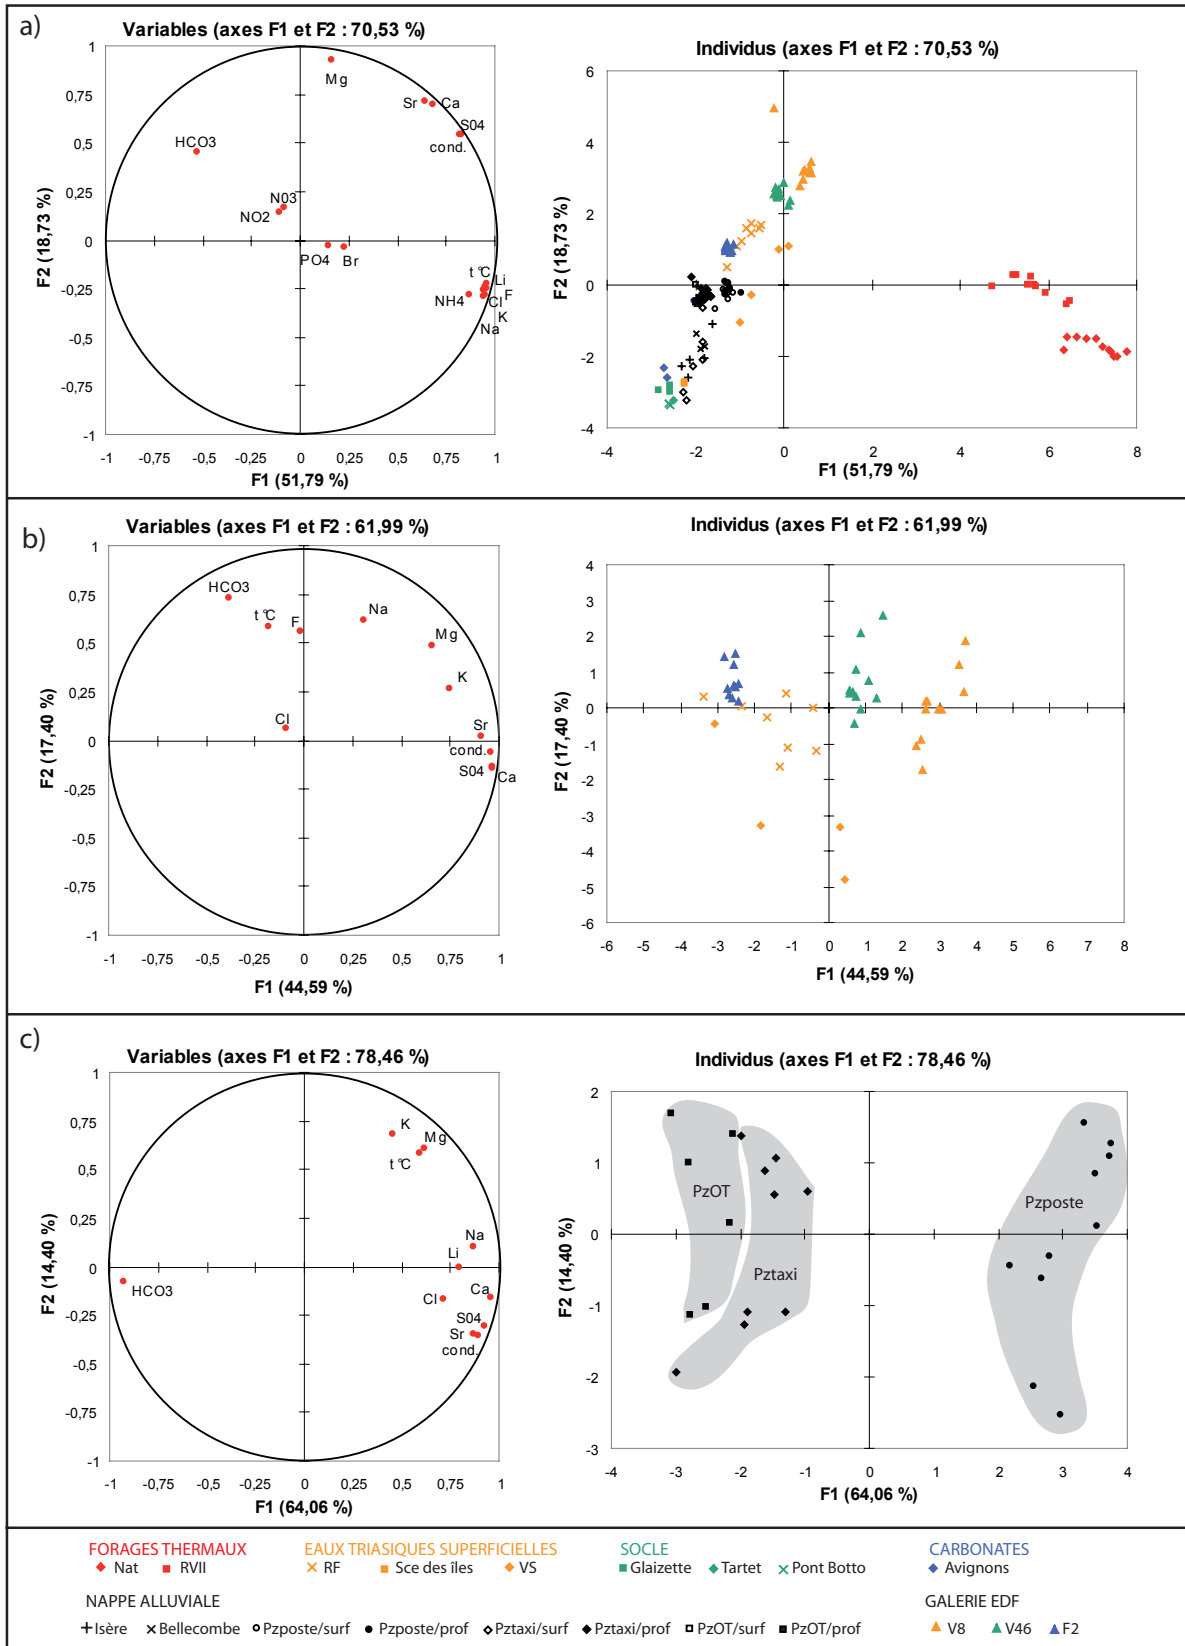 a)
Variables (axes F1 et F2 : 70,53 %)
1
0,75
0,5
0,25
0
-0,25
-0,5
-0,75
-1
F2 (18,73 %)
Mg
Sr
Ca
S04
cond.
HCO3
N03
NO2
PO4
Br
t °C
Li
NH4
Cl
F
K
Na
-1
-0,75
-0,5
-0,25
0
0,25
0,5
0,75
1
F1 (51,79 %)
Individus (axes F1 et F2 : 70,53 %)
6
4
2
0
-2
-4
F2 (18,73 %)
-4
-2
0
2
4
6
8
F1 (51,79 %)
b)
Variables (axes F1 et F2 : 61,99 %)
1
0,75
0,5
0,25
0
-0,25
-0,5
-0,75
-1
F2 (17,40 %)
HCO3
t °C
F
Na
Mg
K
Cl
Sr
cond.
S04
Ca
-1
-0,75
-0,5
-0,25
0
0,25
0,5
0,75
1
F1 (44,59 %)
Individus (axes F1 et F2 : 61,99 %)
4
3
2
1
0
-1
-2
-3
-4
-5
-6
F2 (17,40 %)
-6
-5
-4
-3
-2
-1
0
1
2
3
4
5
6
7
8
F1 (44,59 %)
c)
Variables (axes F1 et F2 : 78,46 %)
1
0,75
0,5
0,25
0
-0,25
-0,5
-0,75
-1
F2 (14,40 %)
K
Mg
t °C
Na
Li
HCO3
Ca
Cl
S04
Sr
cond.
-1
-0,75
-0,5
-0,25
0
0,25
0,5
0,75
1
F1 (64,06 %)
Individus (axes F1 et F2 : 78,46 %)
2
1
0
-1
-2
-3
F2 (14,40 %)
PzOT
Pztaxi
Pzposte
-4
-3
-2
-1
0
1
2
3
4
F1 (64,06 %)
FORAGES THERMAUX
Nat RVII
EAUX TRIASIQUES SUPERFICIELLES
RF Sce des îles VS
SOCLE
Glaizette Tartet Pont Botto
CARBONATES
Avignons
NAPPE ALLUVIALE
Isère Bellecombe Pzposte/surf Pzposte/prof Pztaxi/surf Pztaxi/prof PzOT/surf PzOT/prof
GALERIE EDF
V8 V46 F2